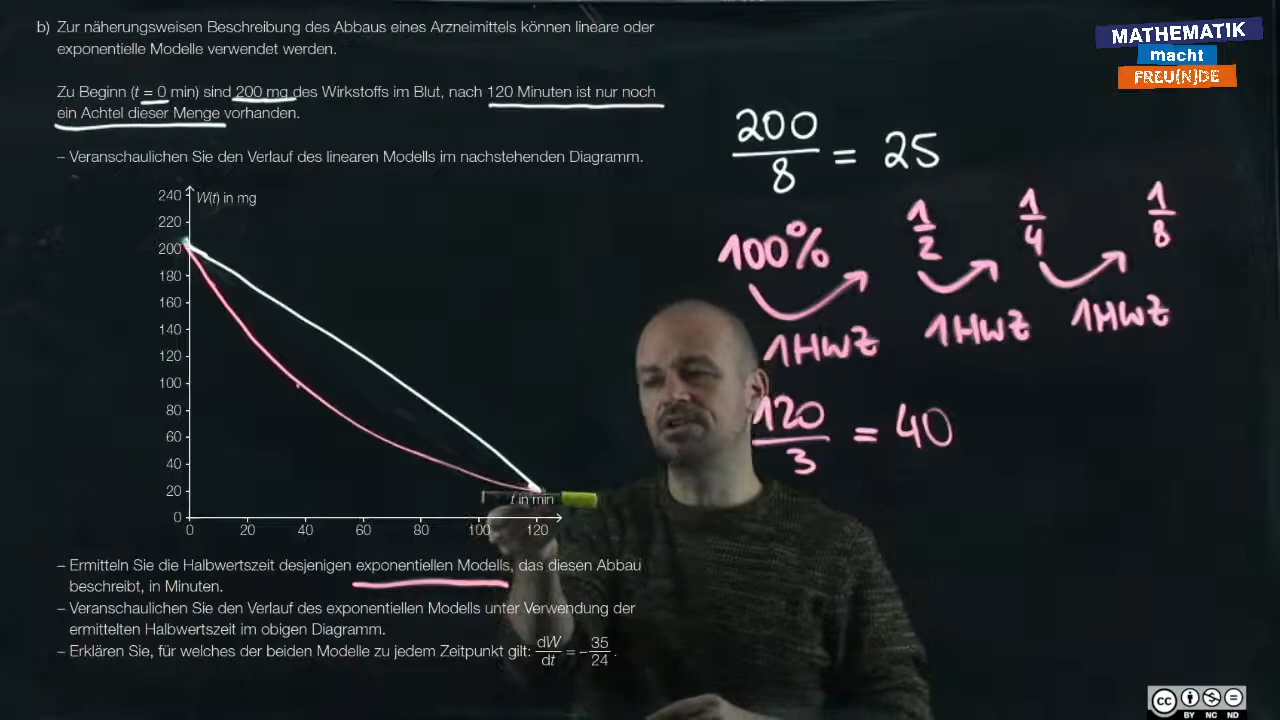 b) Zur näherungsweisen Beschreibung des Abbaus eines Arzneimittels können lineare oder
exponentielle Modelle verwendet werden.
Zu Beginn (t = 0 min) sind 200 mg des Wirkstoffs im Blut, nach 120 Minuten ist nur noch
ein Achtel dieser Menge vorhanden.
– Veranschaulichen Sie den Verlauf des linearen Modells im nachstehenden Diagramm.
W(t) in mg
240
220
200
180
160
140
120
100
80
60
40
20
0
t in min
0 20 40 60 80 100 120
– Ermitteln Sie die Halbwertszeit desjenigen exponentiellen Modells, das diesen Abbau
beschreibt, in Minuten.
– Veranschaulichen Sie den Verlauf des exponentiellen Modells unter Verwendung der
ermittelten Halbwertszeit im obigen Diagramm.
– Erklären Sie, für welches der beiden Modelle zu jedem Zeitpunkt gilt: dW/dt = -35/24.
MATHEMATIK
macht
FREU(N)DE
200/8 = 25
100% 1/2 1/4 1/8
1HWZ 1HWZ 1HWZ
120/3 = 40
cc
BY NC ND